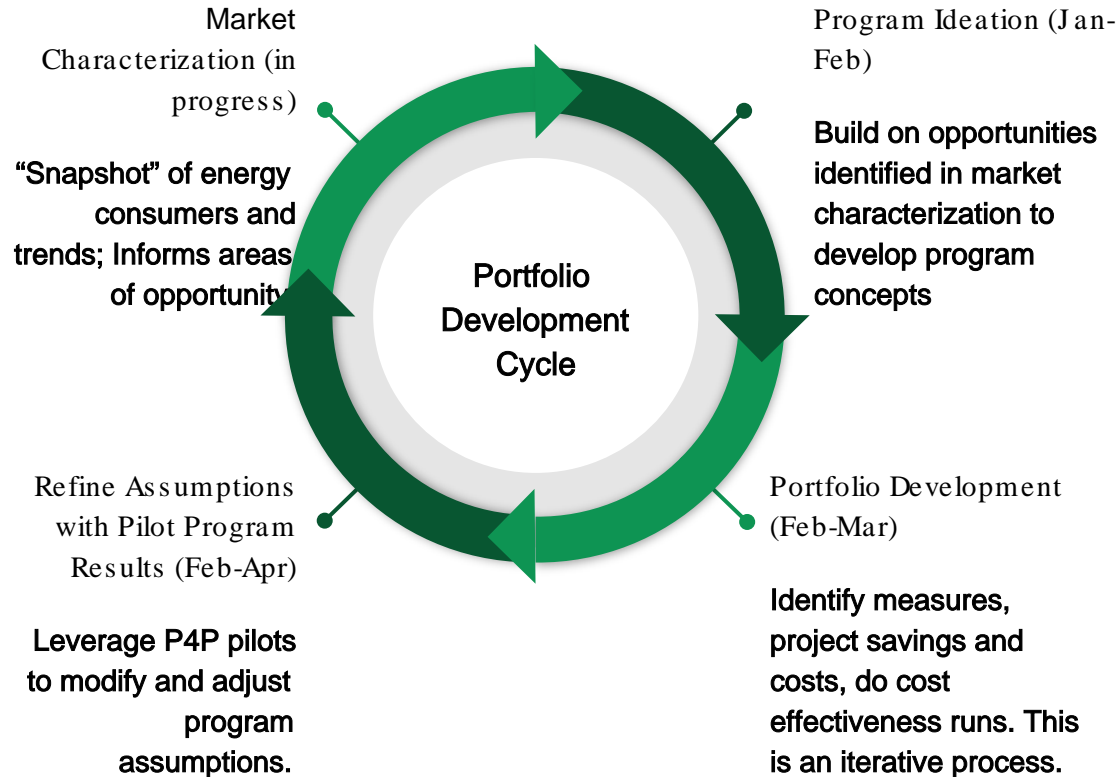 Market
Characterization (in
progress)
“Snapshot” of energy
consumers and
trends; Informs areas
of opportunity
Program Ideation (Jan-
Feb)
Build on opportunities
identified in market
characterization to
develop program
concepts
Portfolio
Development
Cycle
Refine Assumptions
with Pilot Program
Results (Feb-Apr)
Leverage P4P pilots
to modify and adjust
program
assumptions.
Portfolio Development
(Feb-Mar)
Identify measures,
project savings and
costs, do cost
effectiveness runs. This
is an iterative process.